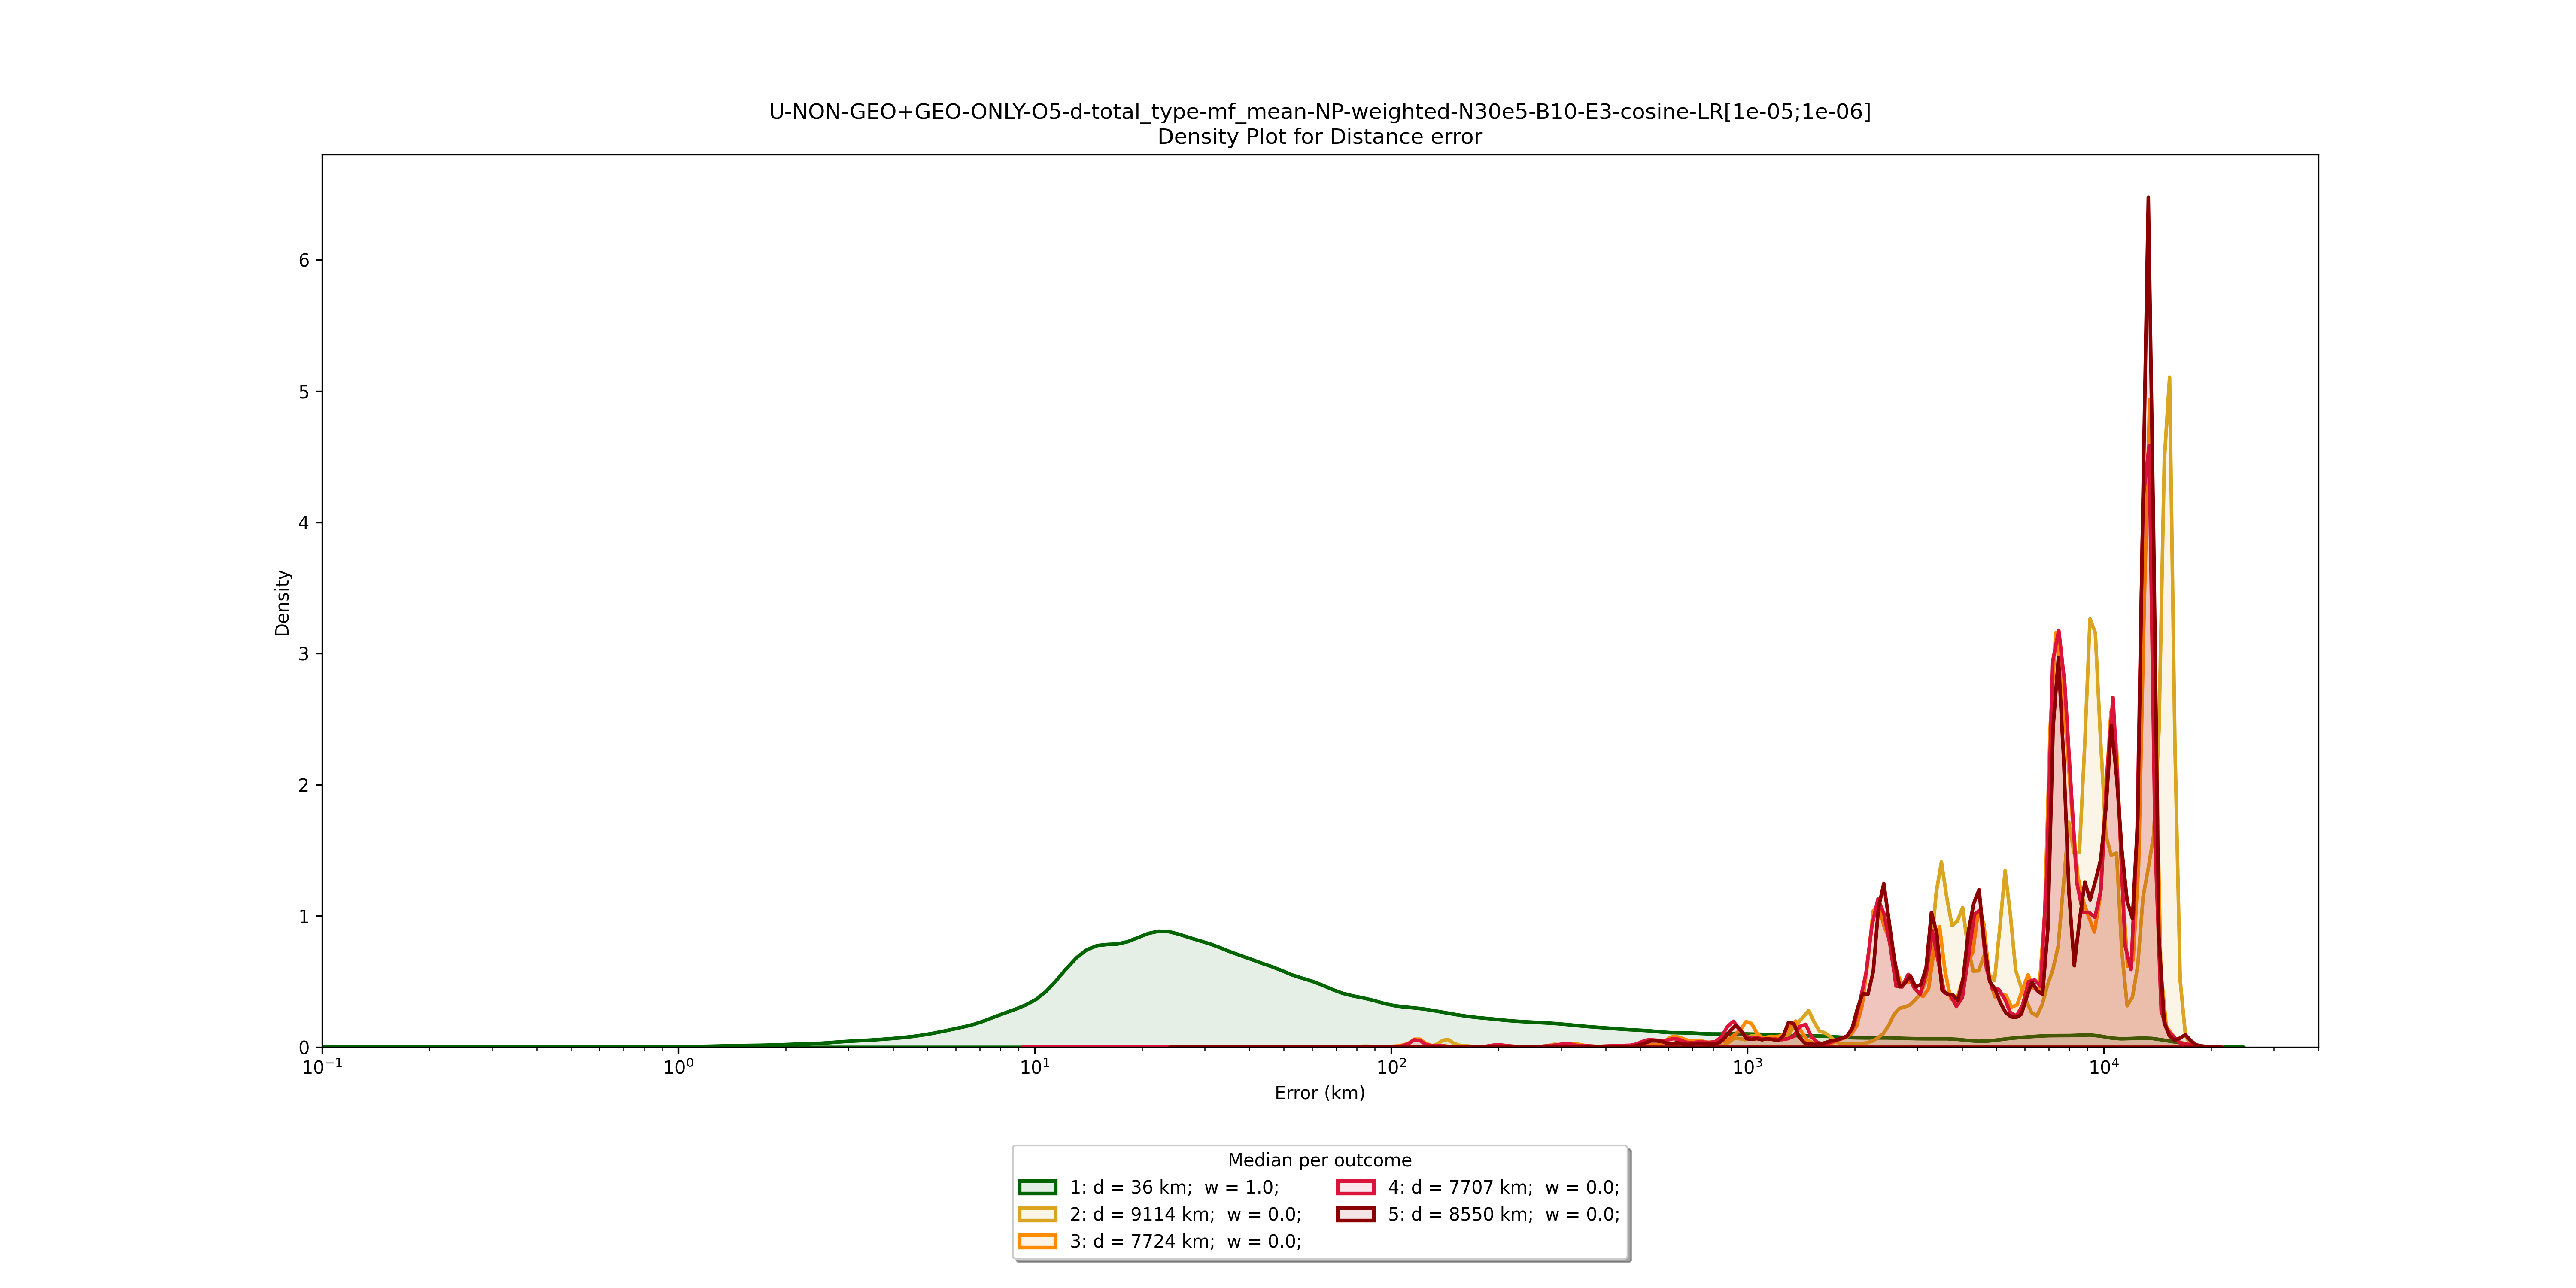 U-NON-GEO+GEO-ONLY-O5-d-total_type-mf_mean-NP-weighted-N30e5-B10-E3-cosine-LR[1e-05;1e-06]
Density Plot for Distance error
Density
6
5
4
3
2
1
0
10⁻¹ 10⁰ 10¹ 10² 10³ 10⁴
Error (km)
Median per outcome
1: d = 36 km;  w = 1.0;
2: d = 9114 km;  w = 0.0;
3: d = 7724 km;  w = 0.0;
4: d = 7707 km;  w = 0.0;
5: d = 8550 km;  w = 0.0;